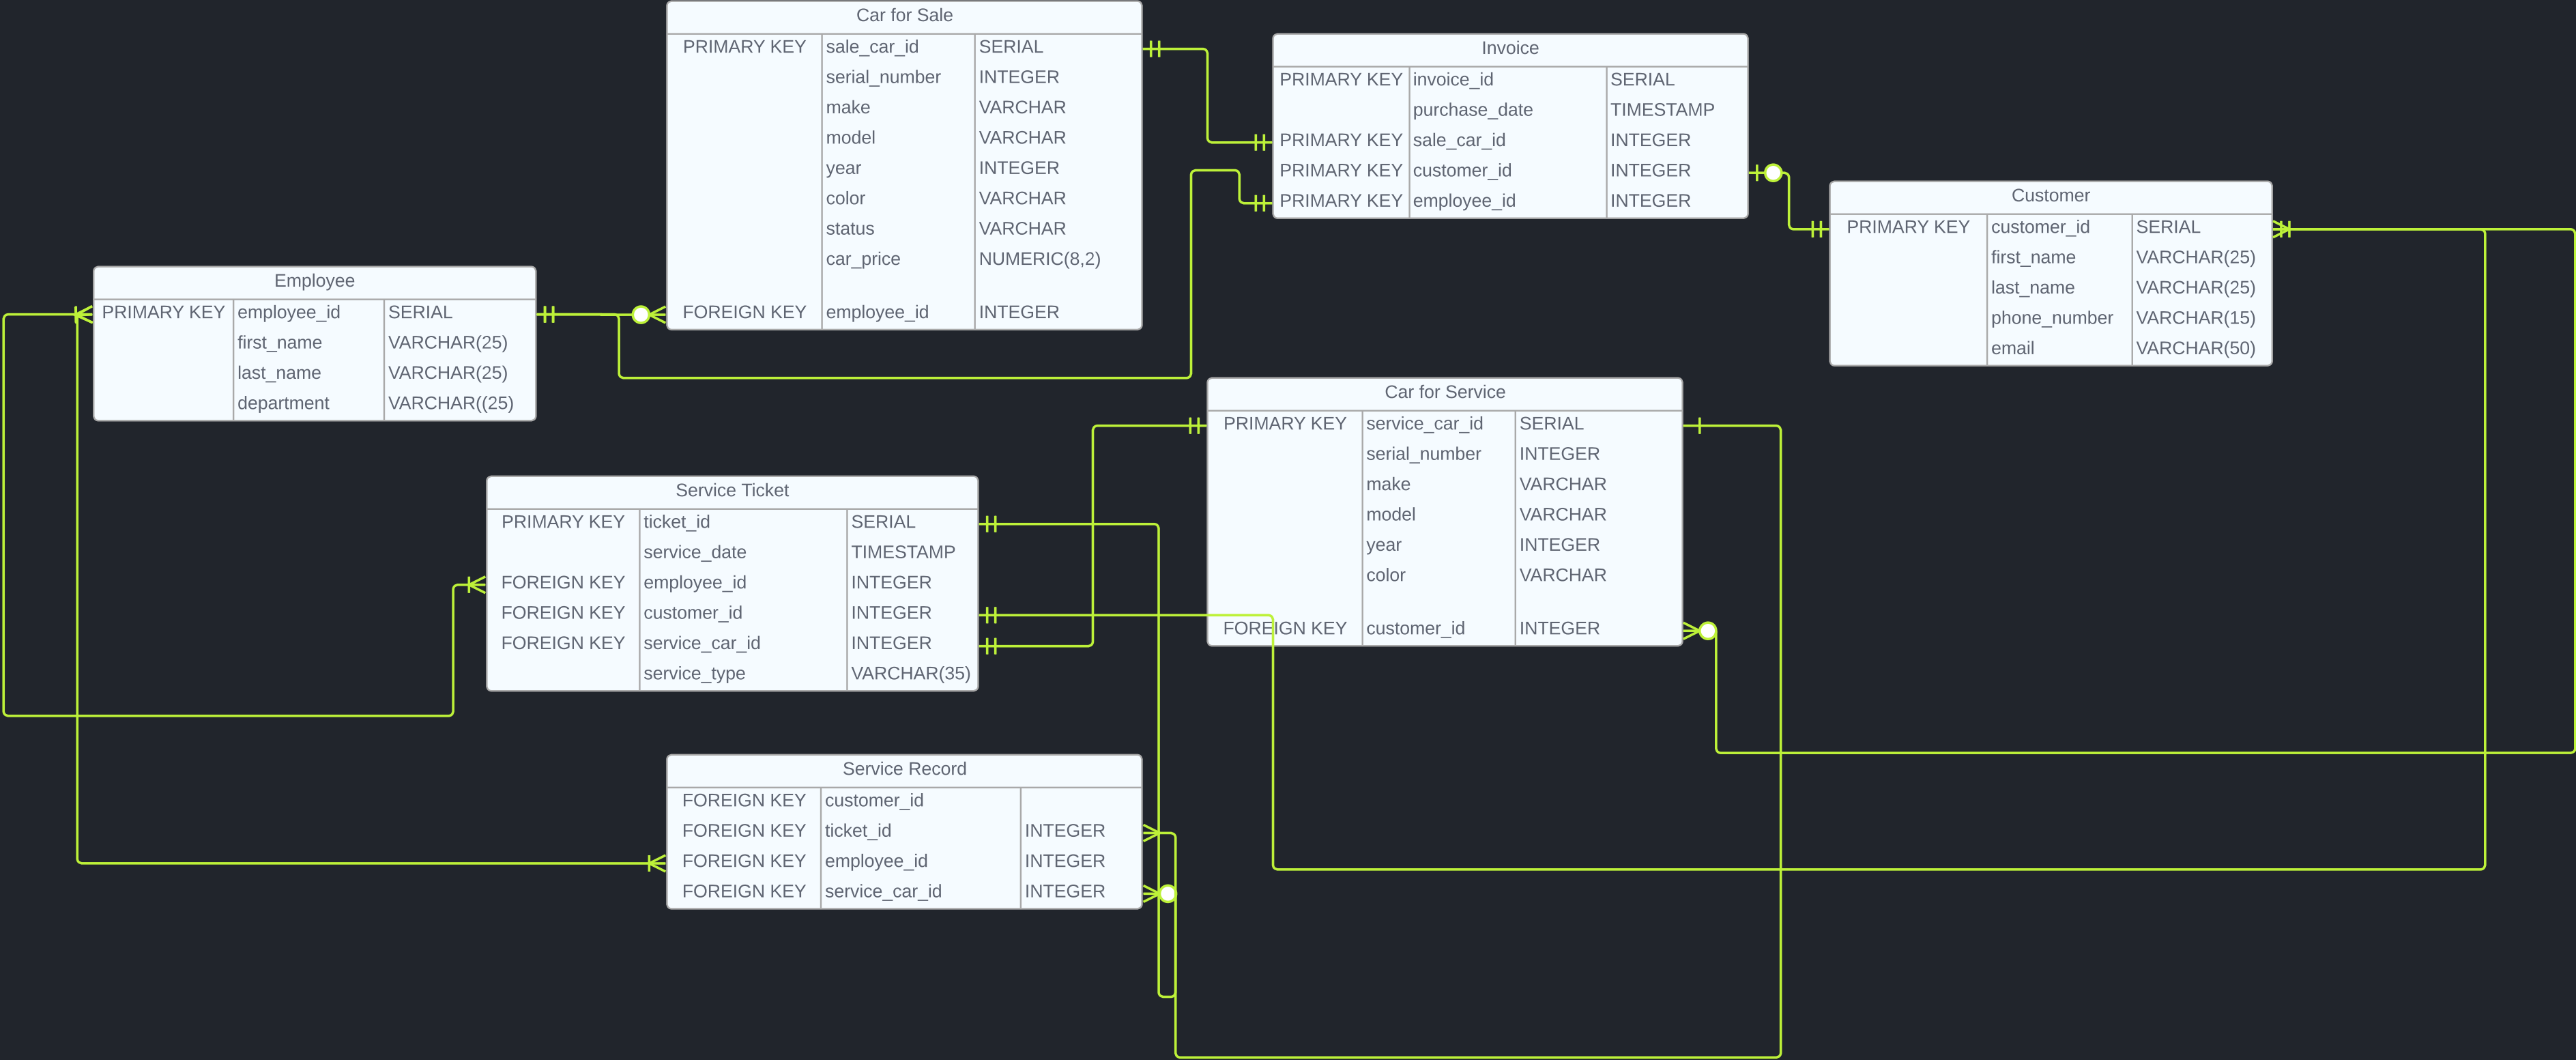 Car for Sale
PRIMARY KEY sale_car_id SERIAL
serial_number INTEGER
make VARCHAR
model VARCHAR
year INTEGER
color VARCHAR
status VARCHAR
car_price NUMERIC(8,2)
FOREIGN KEY employee_id INTEGER
Invoice
PRIMARY KEY invoice_id SERIAL
purchase_date TIMESTAMP
PRIMARY KEY sale_car_id INTEGER
PRIMARY KEY customer_id INTEGER
PRIMARY KEY employee_id INTEGER
Customer
PRIMARY KEY customer_id SERIAL
first_name VARCHAR(25)
last_name VARCHAR(25)
phone_number VARCHAR(15)
email VARCHAR(50)
Employee
PRIMARY KEY employee_id SERIAL
first_name VARCHAR(25)
last_name VARCHAR(25)
department VARCHAR((25)
Car for Service
PRIMARY KEY service_car_id SERIAL
serial_number INTEGER
make VARCHAR
model VARCHAR
year INTEGER
color VARCHAR
FOREIGN KEY customer_id INTEGER
Service Ticket
PRIMARY KEY ticket_id SERIAL
service_date TIMESTAMP
FOREIGN KEY employee_id INTEGER
FOREIGN KEY customer_id INTEGER
FOREIGN KEY service_car_id INTEGER
service_type VARCHAR(35)
Service Record
FOREIGN KEY customer_id
FOREIGN KEY ticket_id INTEGER
FOREIGN KEY employee_id INTEGER
FOREIGN KEY service_car_id INTEGER